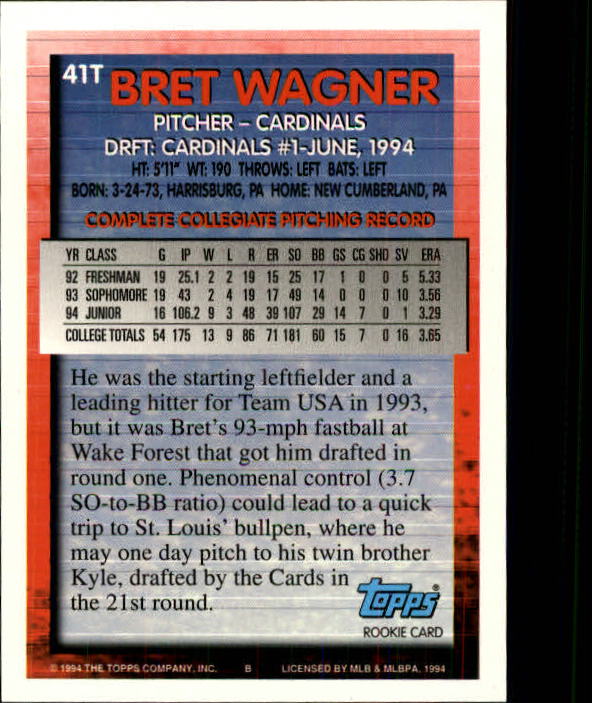 41T BRET WAGNER
PITCHER – CARDINALS
DRFT: CARDINALS #1-JUNE, 1994
HT: 5'11" WT: 190 THROWS: LEFT BATS: LEFT
BORN: 3-24-73, HARRISBURG, PA HOME: NEW CUMBERLAND, PA
COMPLETE COLLEGIATE PITCHING RECORD
YR CLASS G IP W L R ER SO BB GS CG SHO SV ERA
92 FRESHMAN 19 25.1 2 2 19 15 25 17 1 0 0 5 5.33
93 SOPHOMORE 19 43 2 4 19 17 49 14 0 0 0 10 3.56
94 JUNIOR 16 106.2 9 3 48 39 107 29 14 7 0 1 3.29
COLLEGE TOTALS 54 175 13 9 86 71 181 60 15 7 0 16 3.65
He was the starting leftfielder and a
leading hitter for Team USA in 1993,
but it was Bret's 93-mph fastball at
Wake Forest that got him drafted in
round one. Phenomenal control (3.7
SO-to-BB ratio) could lead to a quick
trip to St. Louis' bullpen, where he
may one day pitch to his twin brother
Kyle, drafted by the Cards in
the 21st round.
topps®
ROOKIE CARD
© 1994 THE TOPPS COMPANY, INC. B LICENSED BY MLB & MLBPA, 1994